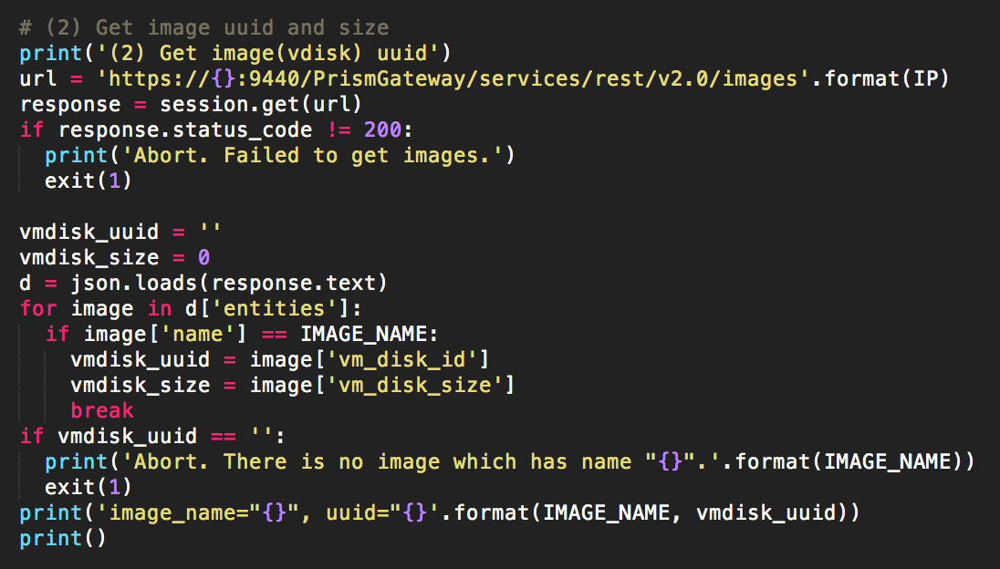 # (2) Get image uuid and size
print('(2) Get image(vdisk) uuid')
url = 'https://{}:9440/PrismGateway/services/rest/v2.0/images'.format(IP)
response = session.get(url)
if response.status_code != 200:
  print('Abort. Failed to get images.')
  exit(1)

vmdisk_uuid = ''
vmdisk_size = 0
d = json.loads(response.text)
for image in d['entities']:
  if image['name'] == IMAGE_NAME:
    vmdisk_uuid = image['vm_disk_id']
    vmdisk_size = image['vm_disk_size']
    break
if vmdisk_uuid == '':
  print('Abort. There is no image which has name "{}".'.format(IMAGE_NAME))
  exit(1)
print('image_name="{}", uuid="{}'.format(IMAGE_NAME, vmdisk_uuid))
print()